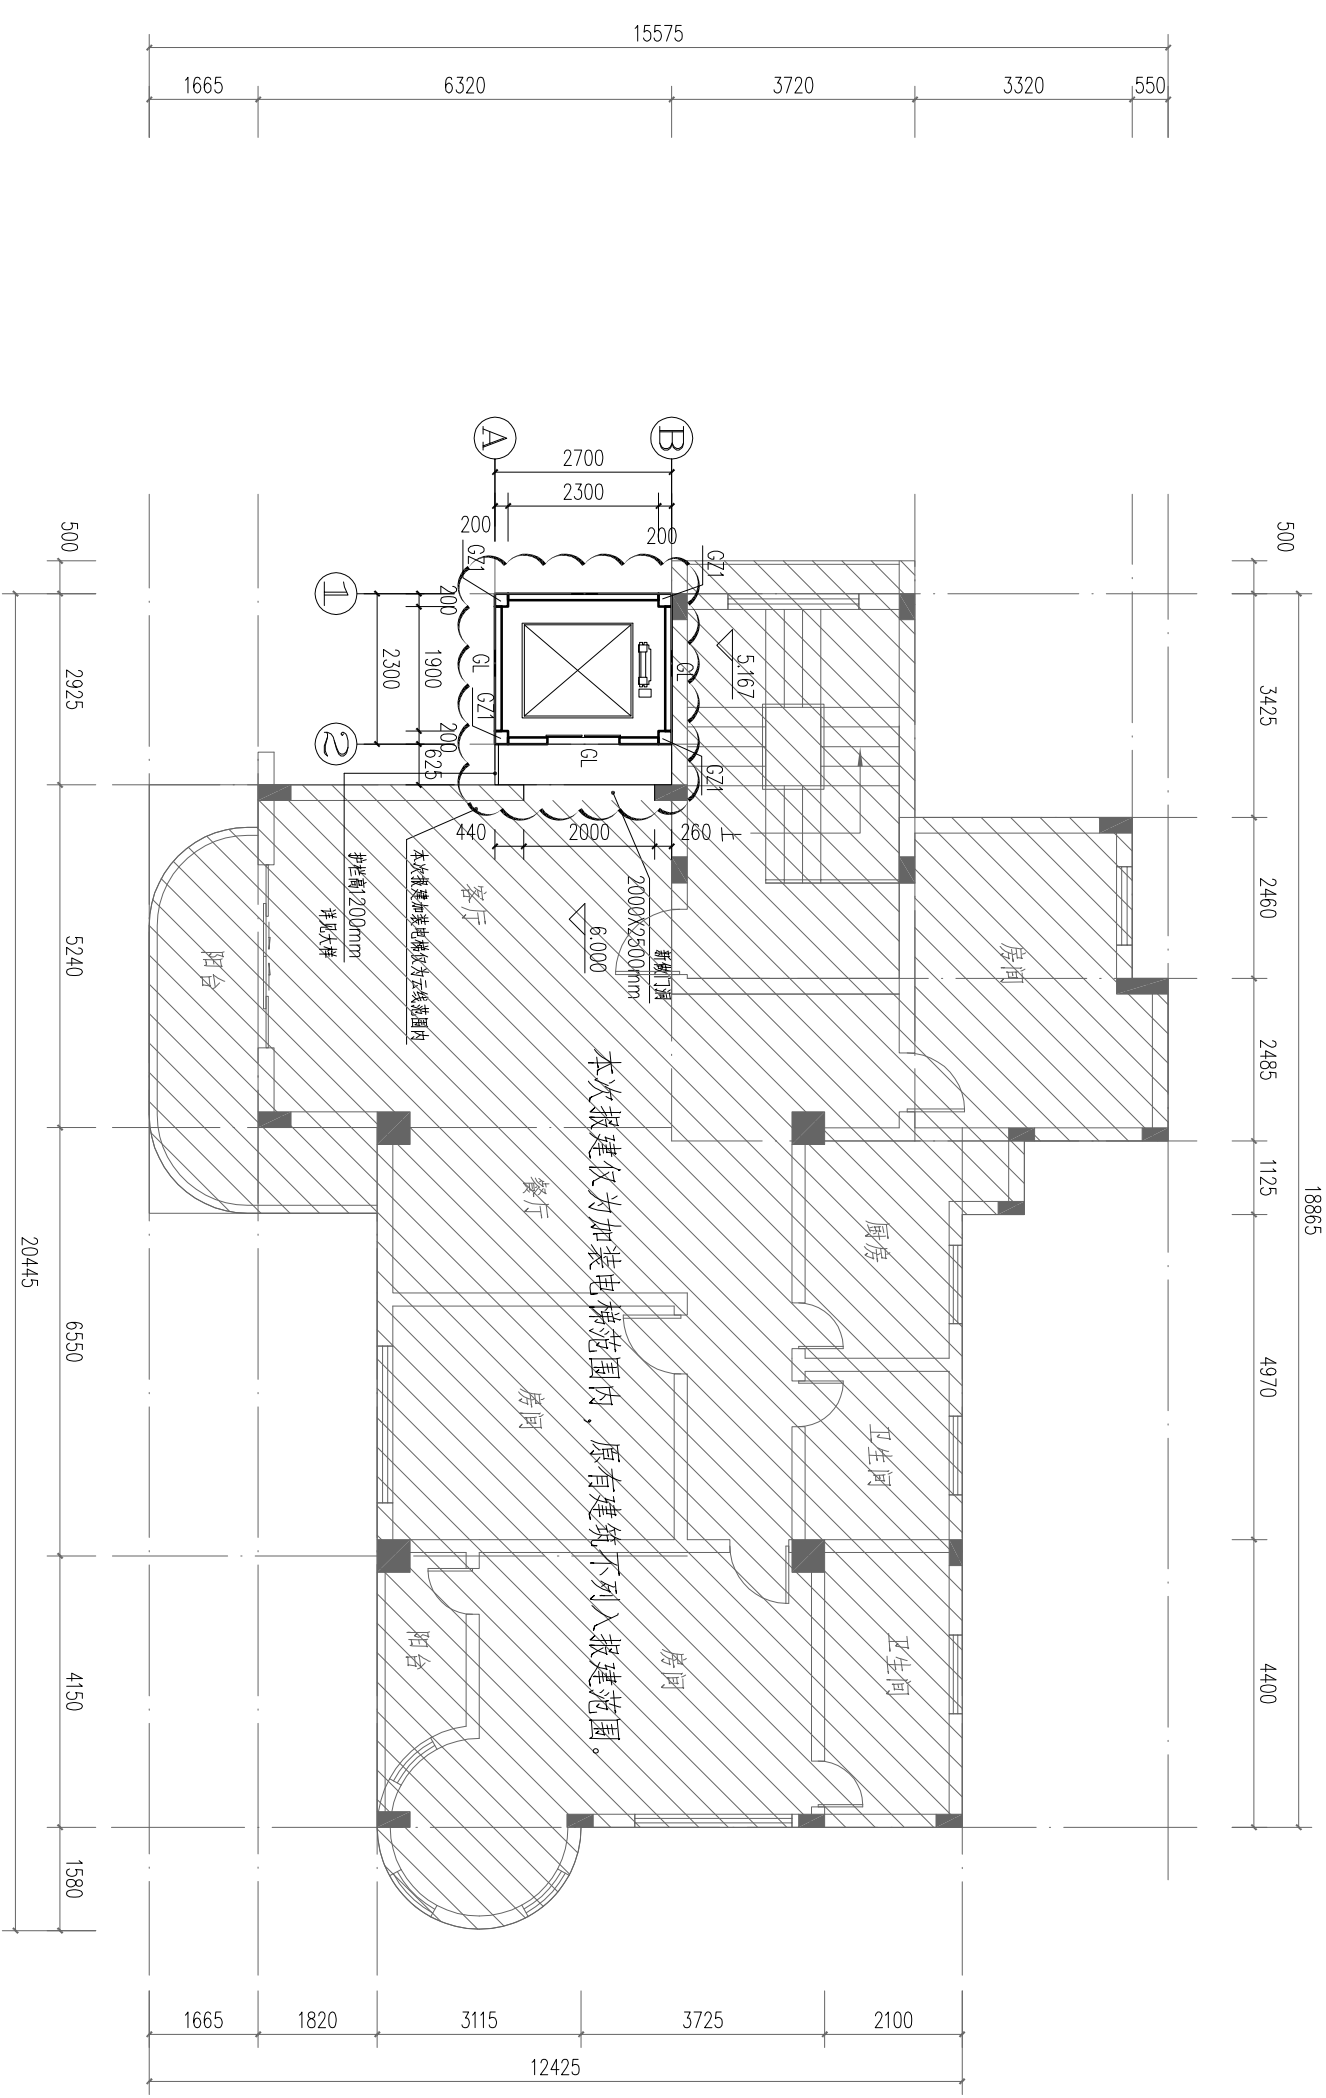 15575
1665
6320
3720
3320
550
A
B
2700
2300
200
200
GZ1
GZ1
500
500
1
2
200
1900
200
2300
625
GL
GL
GL
GZ1
GZ1
5.167
上
440
2000
260
2925
5240
6550
4150
1580
20445
3425
2460
2485
1125
4970
4400
18865
新做门洞
2000X2500mm
6.000
客厅
本次报建加装电梯仅为云线范围内
护栏高1200mm
详见大样
阳台
房间
本次报建仅为加装电梯范围内，原有建筑不列入报建范围。
餐厅
厨房
房间
卫生间
阳台
房间
卫生间
1665
1820
3115
3725
2100
12425